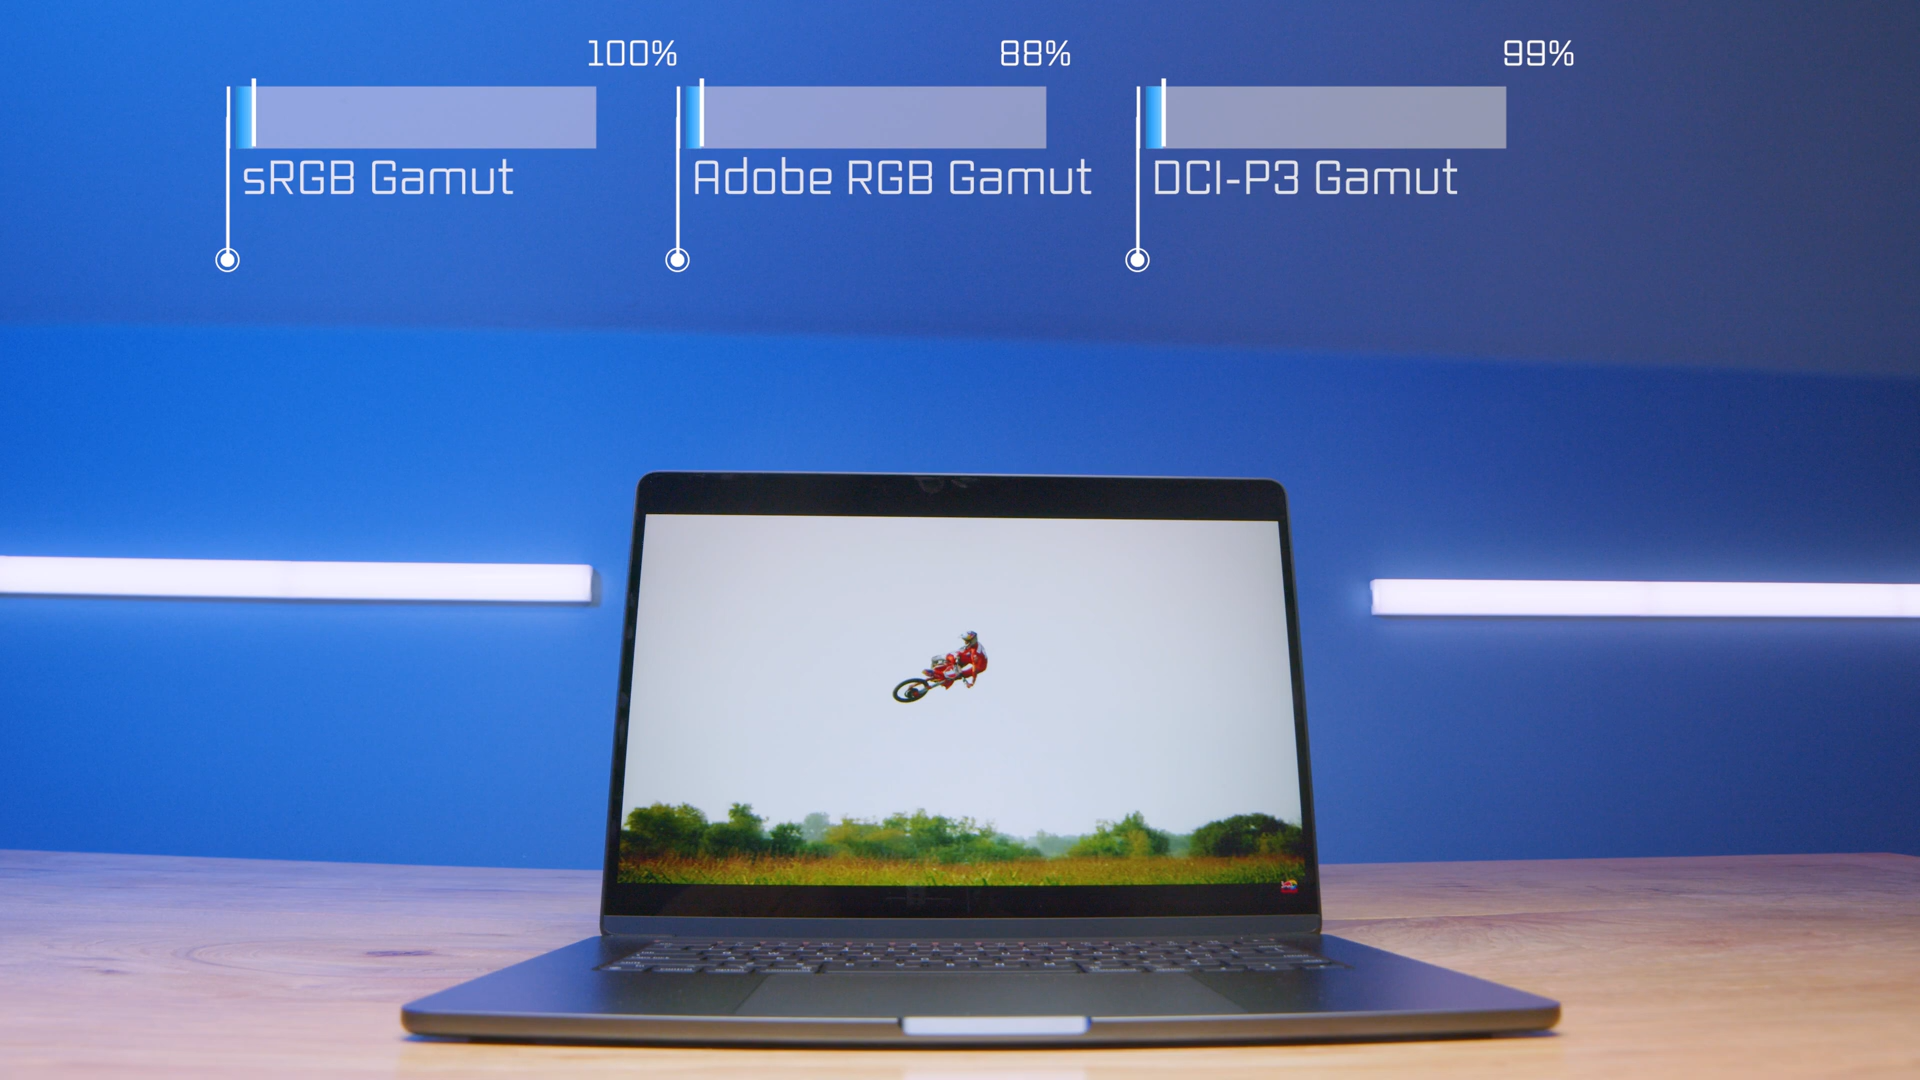 100%
88%
99%
sRGB Gamut
Adobe RGB Gamut
DCI-P3 Gamut